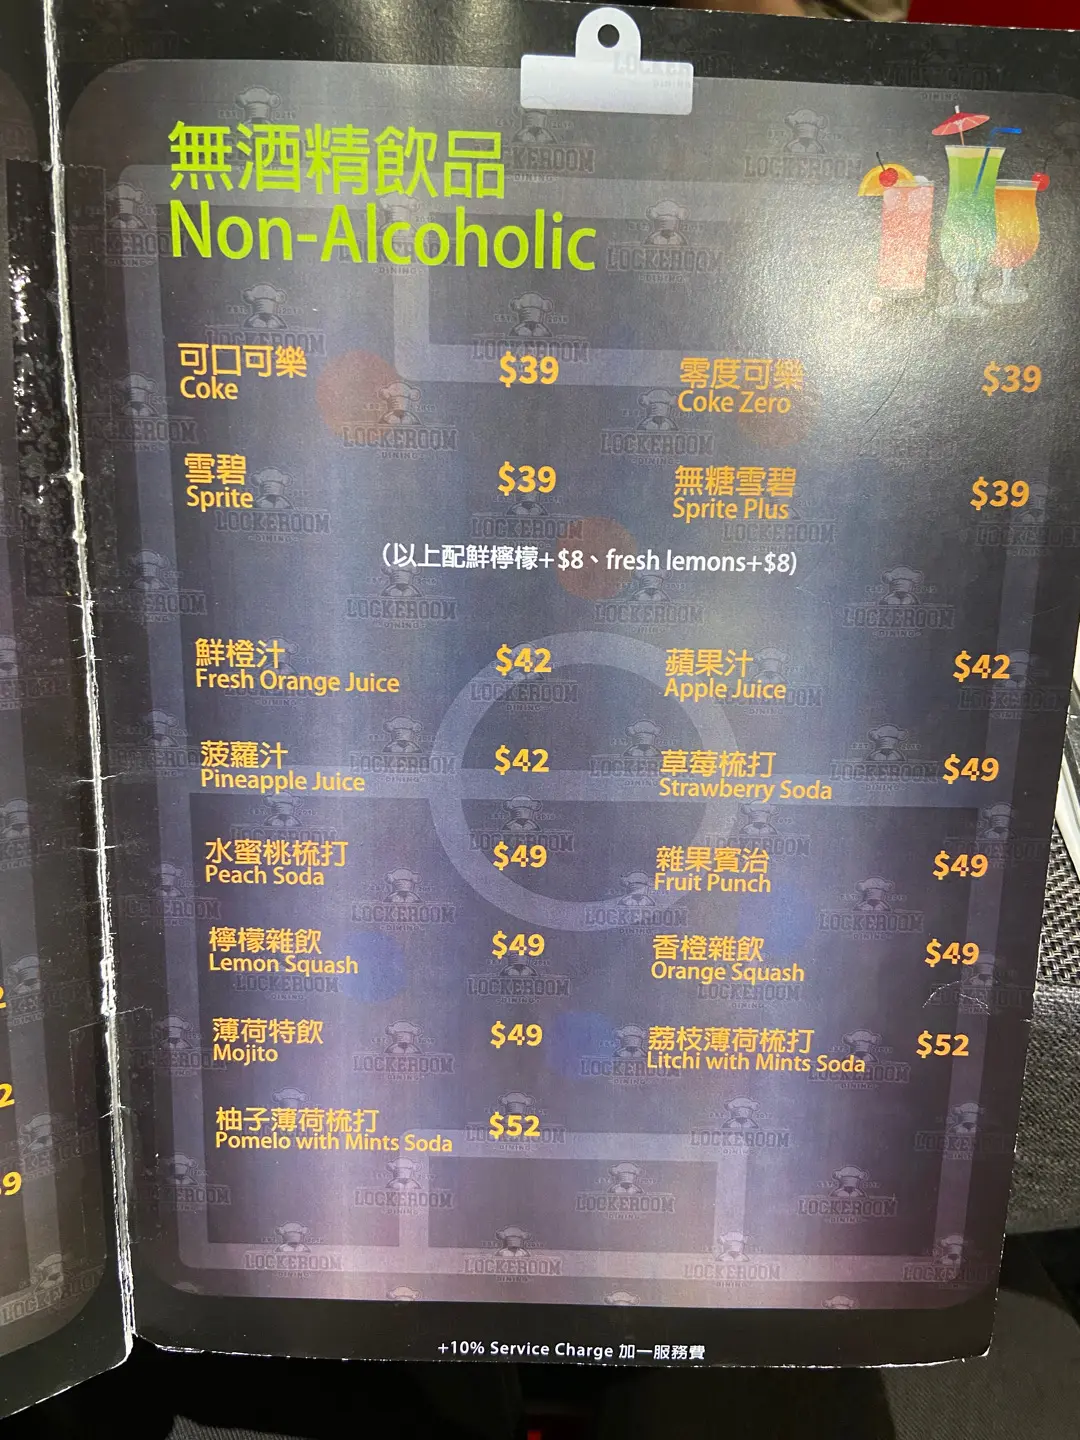 無酒精飲品
Non-Alcoholic
可口可樂 $39
Coke
零度可樂 $39
Coke Zero
雪碧 $39
Sprite
無糖雪碧 $39
Sprite Plus
(以上配鮮檸檬+$8、fresh lemons+$8)
鮮橙汁 $42
Fresh Orange Juice
蘋果汁 $42
Apple Juice
菠蘿汁 $42
Pineapple Juice
草莓梳打 $49
Strawberry Soda
水蜜桃梳打 $49
Peach Soda
雜果賓治 $49
Fruit Punch
檸檬雜飲 $49
Lemon Squash
香橙雜飲 $49
Orange Squash
薄荷特飲 $49
Mojito
荔枝薄荷梳打 $52
Litchi with Mints Soda
柚子薄荷梳打 $52
Pomelo with Mints Soda
LOCKEROOM
DINING
+10% Service Charge 加一服務費